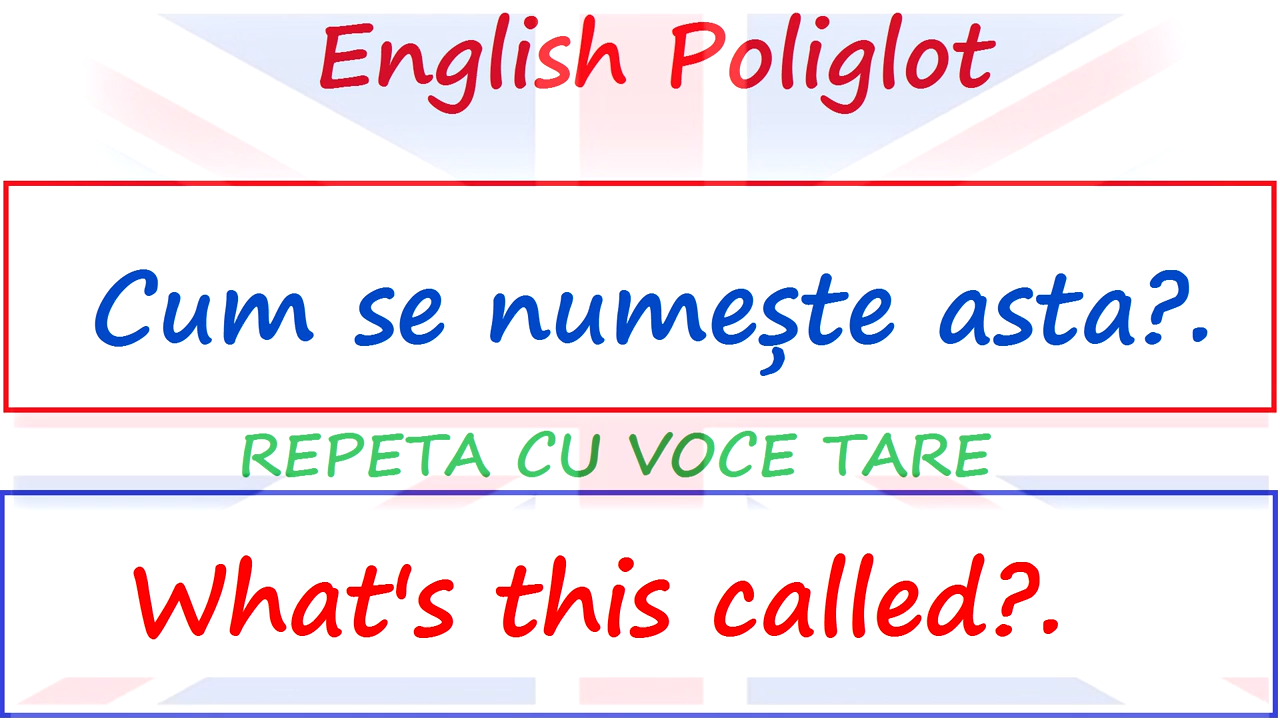 English Poliglot
Cum se numește asta?.
REPETA CU VOCE TARE
What's this called?.